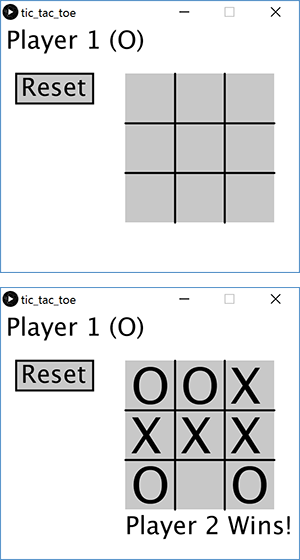 tic_tac_toe
Player 1 (O)
Reset
tic_tac_toe
Player 1 (O)
Reset
O O X
X X X
O O
Player 2 Wins!